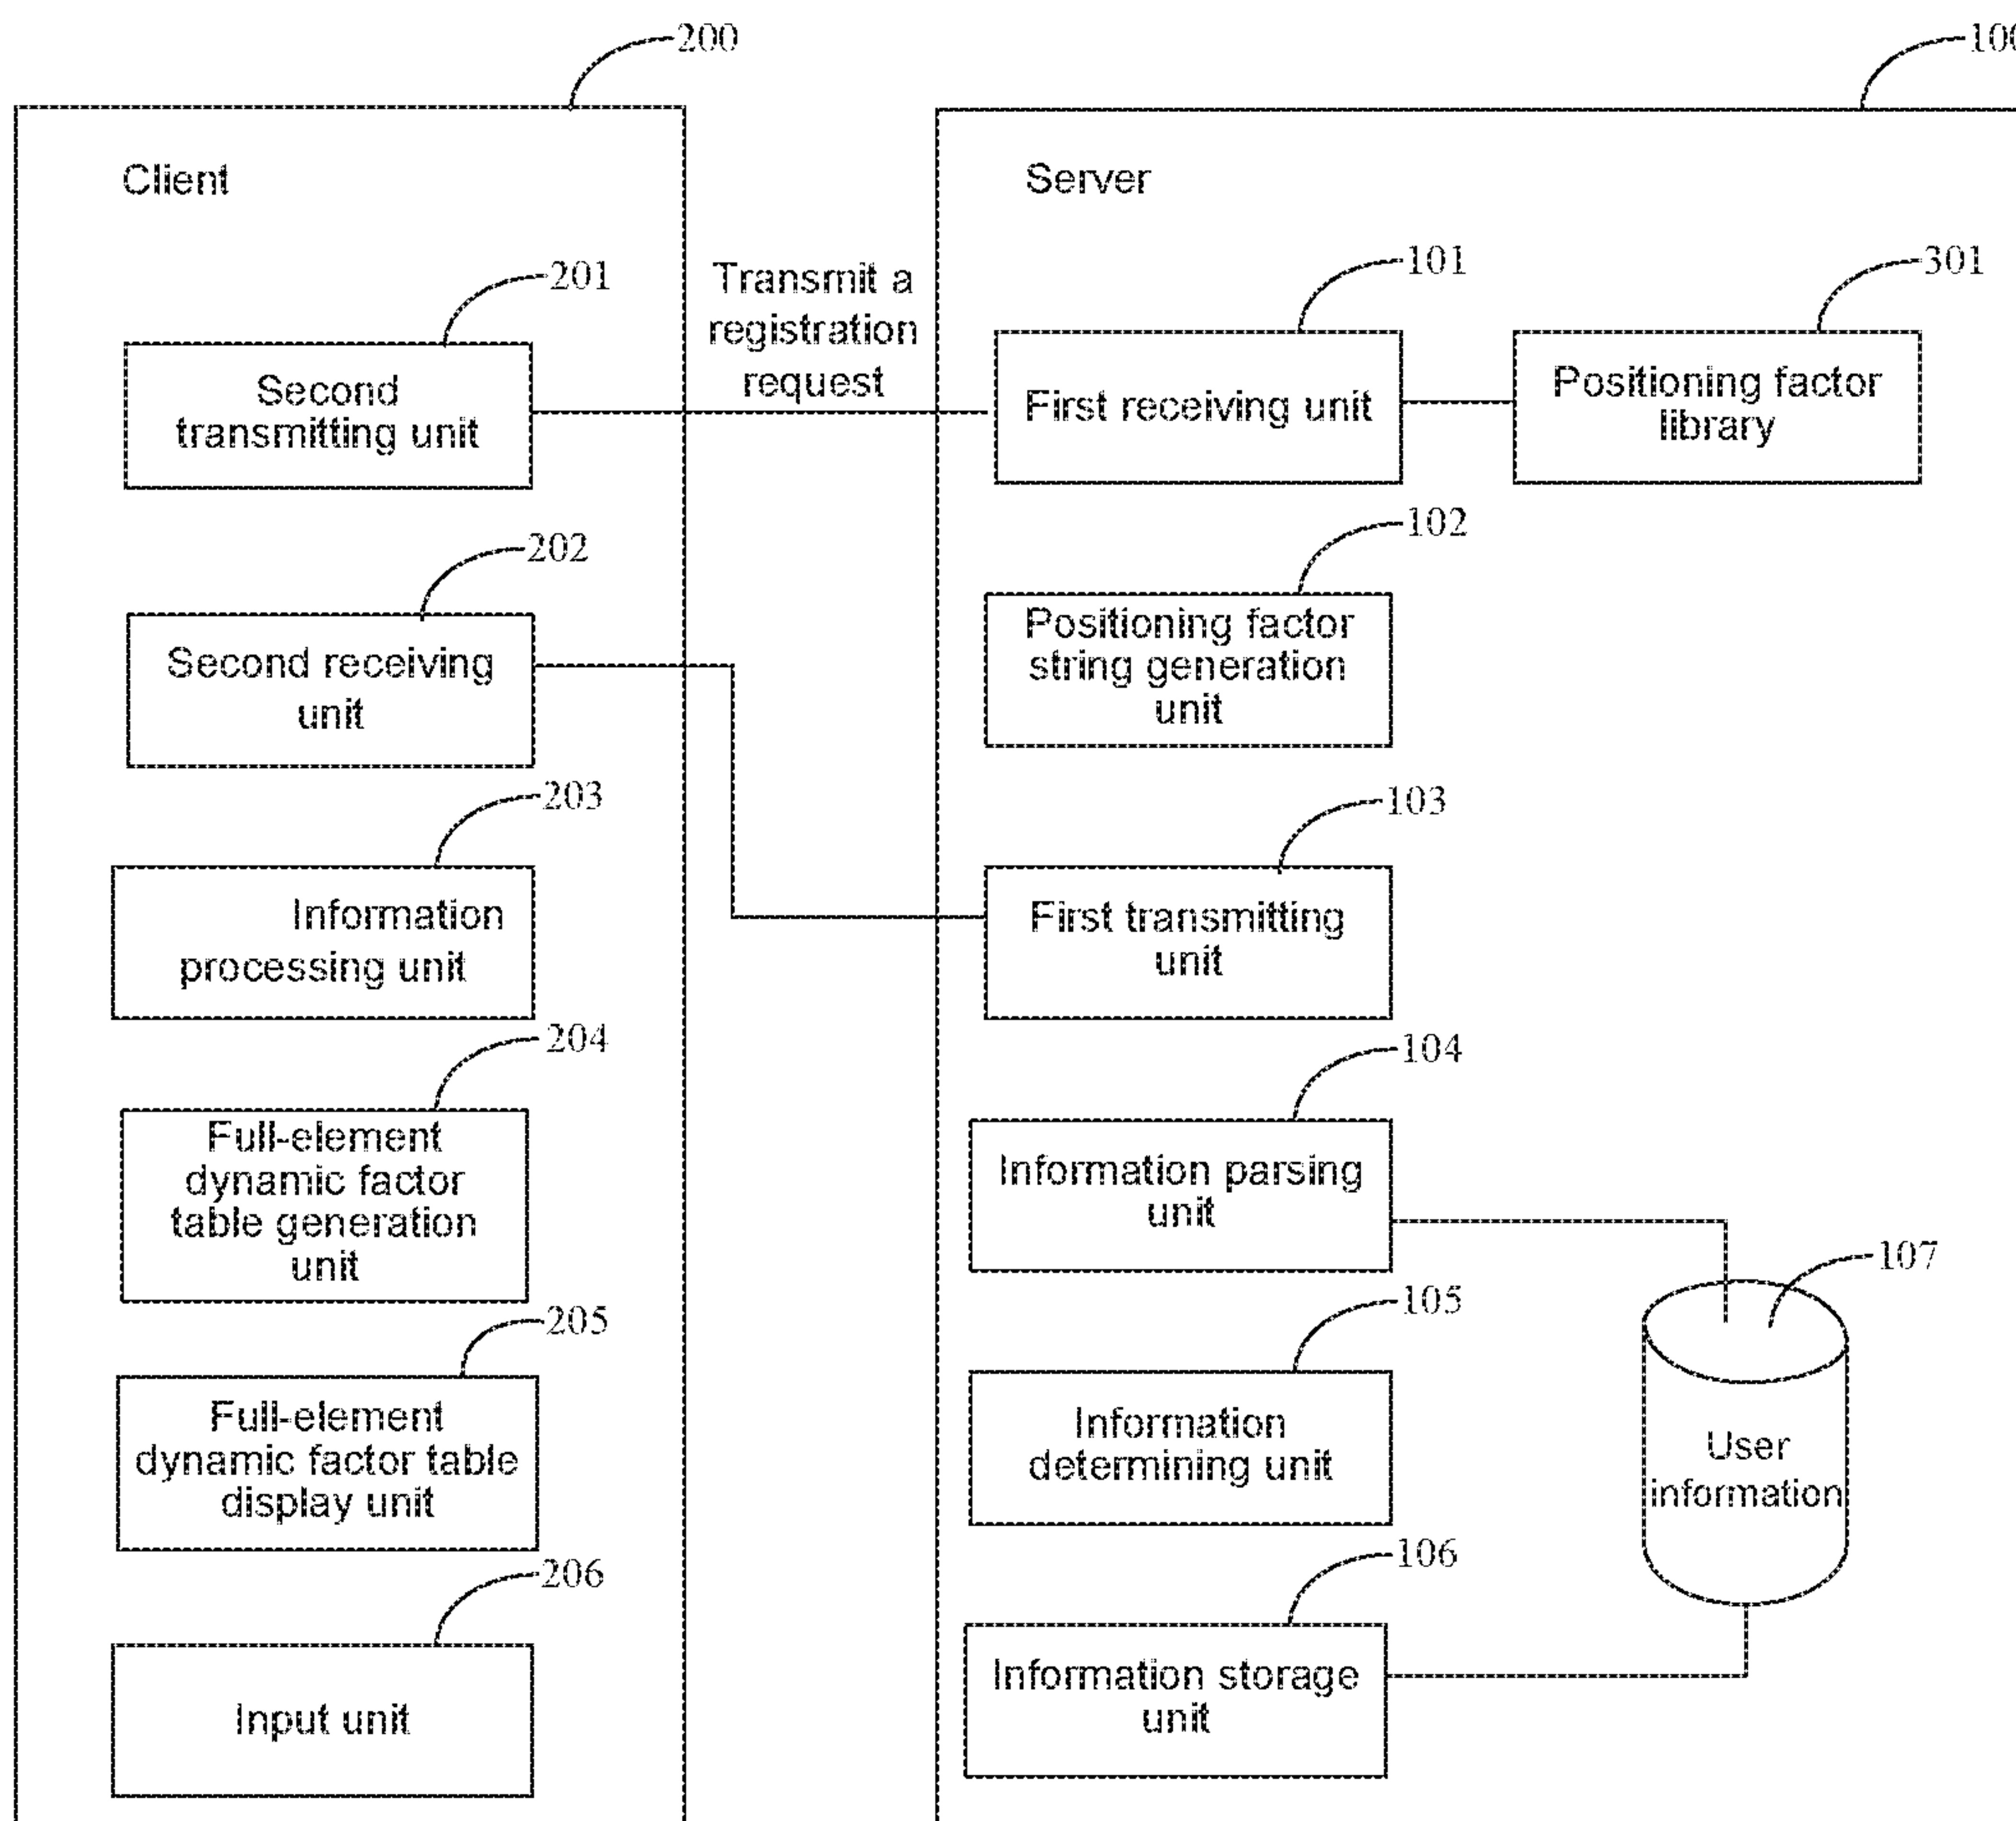 200
100
Client
Server
201
Transmit a
registration
request
101
301
Second
transmitting unit
First receiving unit
Positioning factor
library
202
102
Second receiving
unit
Positioning factor
string generation
unit
203
103
Information
processing unit
First transmitting
unit
204
104
Full-element
dynamic factor
table generation
unit
Information parsing
unit
107
205
105
Full-element
dynamic factor table
display unit
Information
determining unit
User
information
206
106
Input unit
Information storage
unit